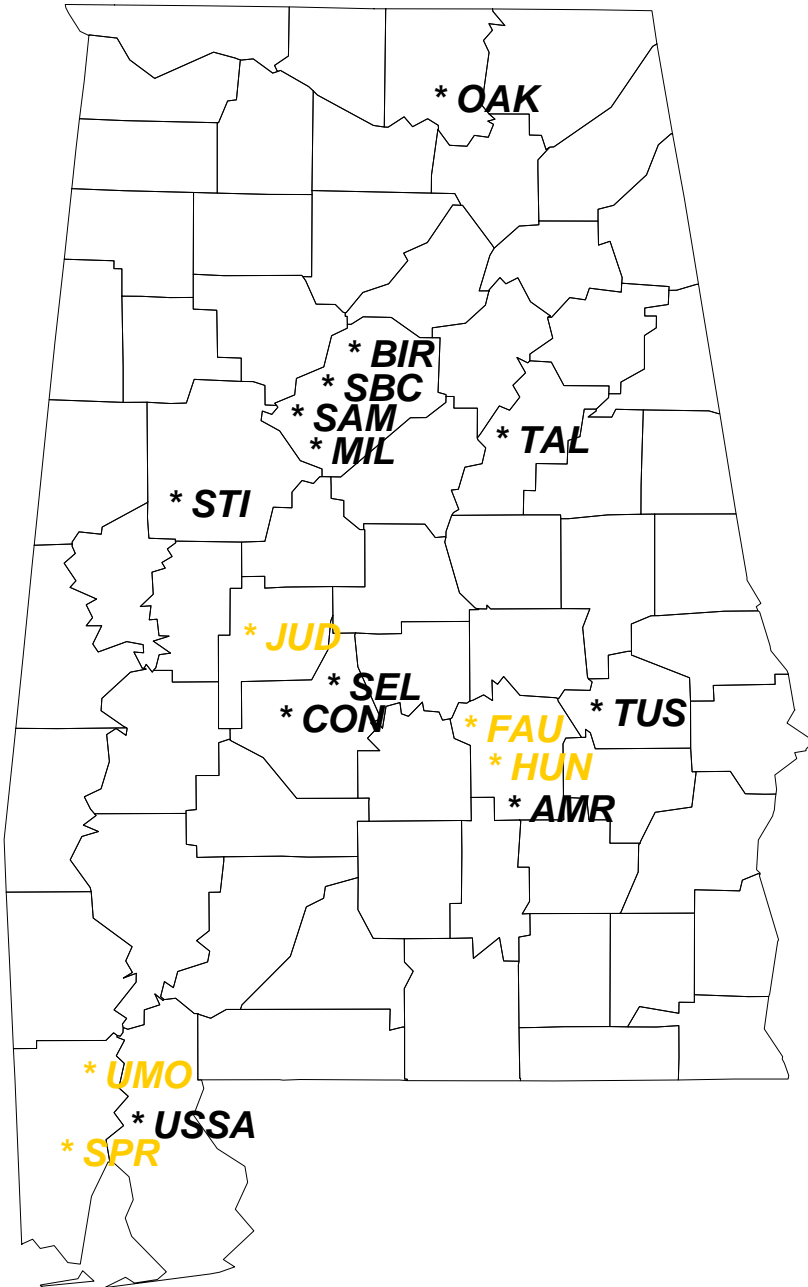 * OAK
* BIR
* SBC
* SAM
* MIL
* TAL
* STI
* JUD
* SEL
* CON
* TUS
* FAU
* HUN
* AMR
* UMO
* USSA
* SPR